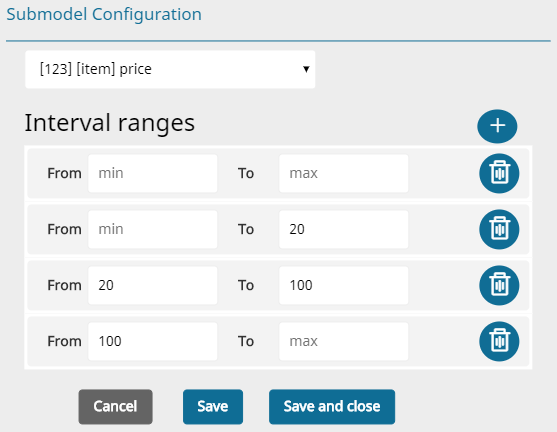 Submodel Configuration
[123] [item] price
Interval ranges
+
From min To max
From min To 20
From 20 To 100
From 100 To max
Cancel Save Save and close